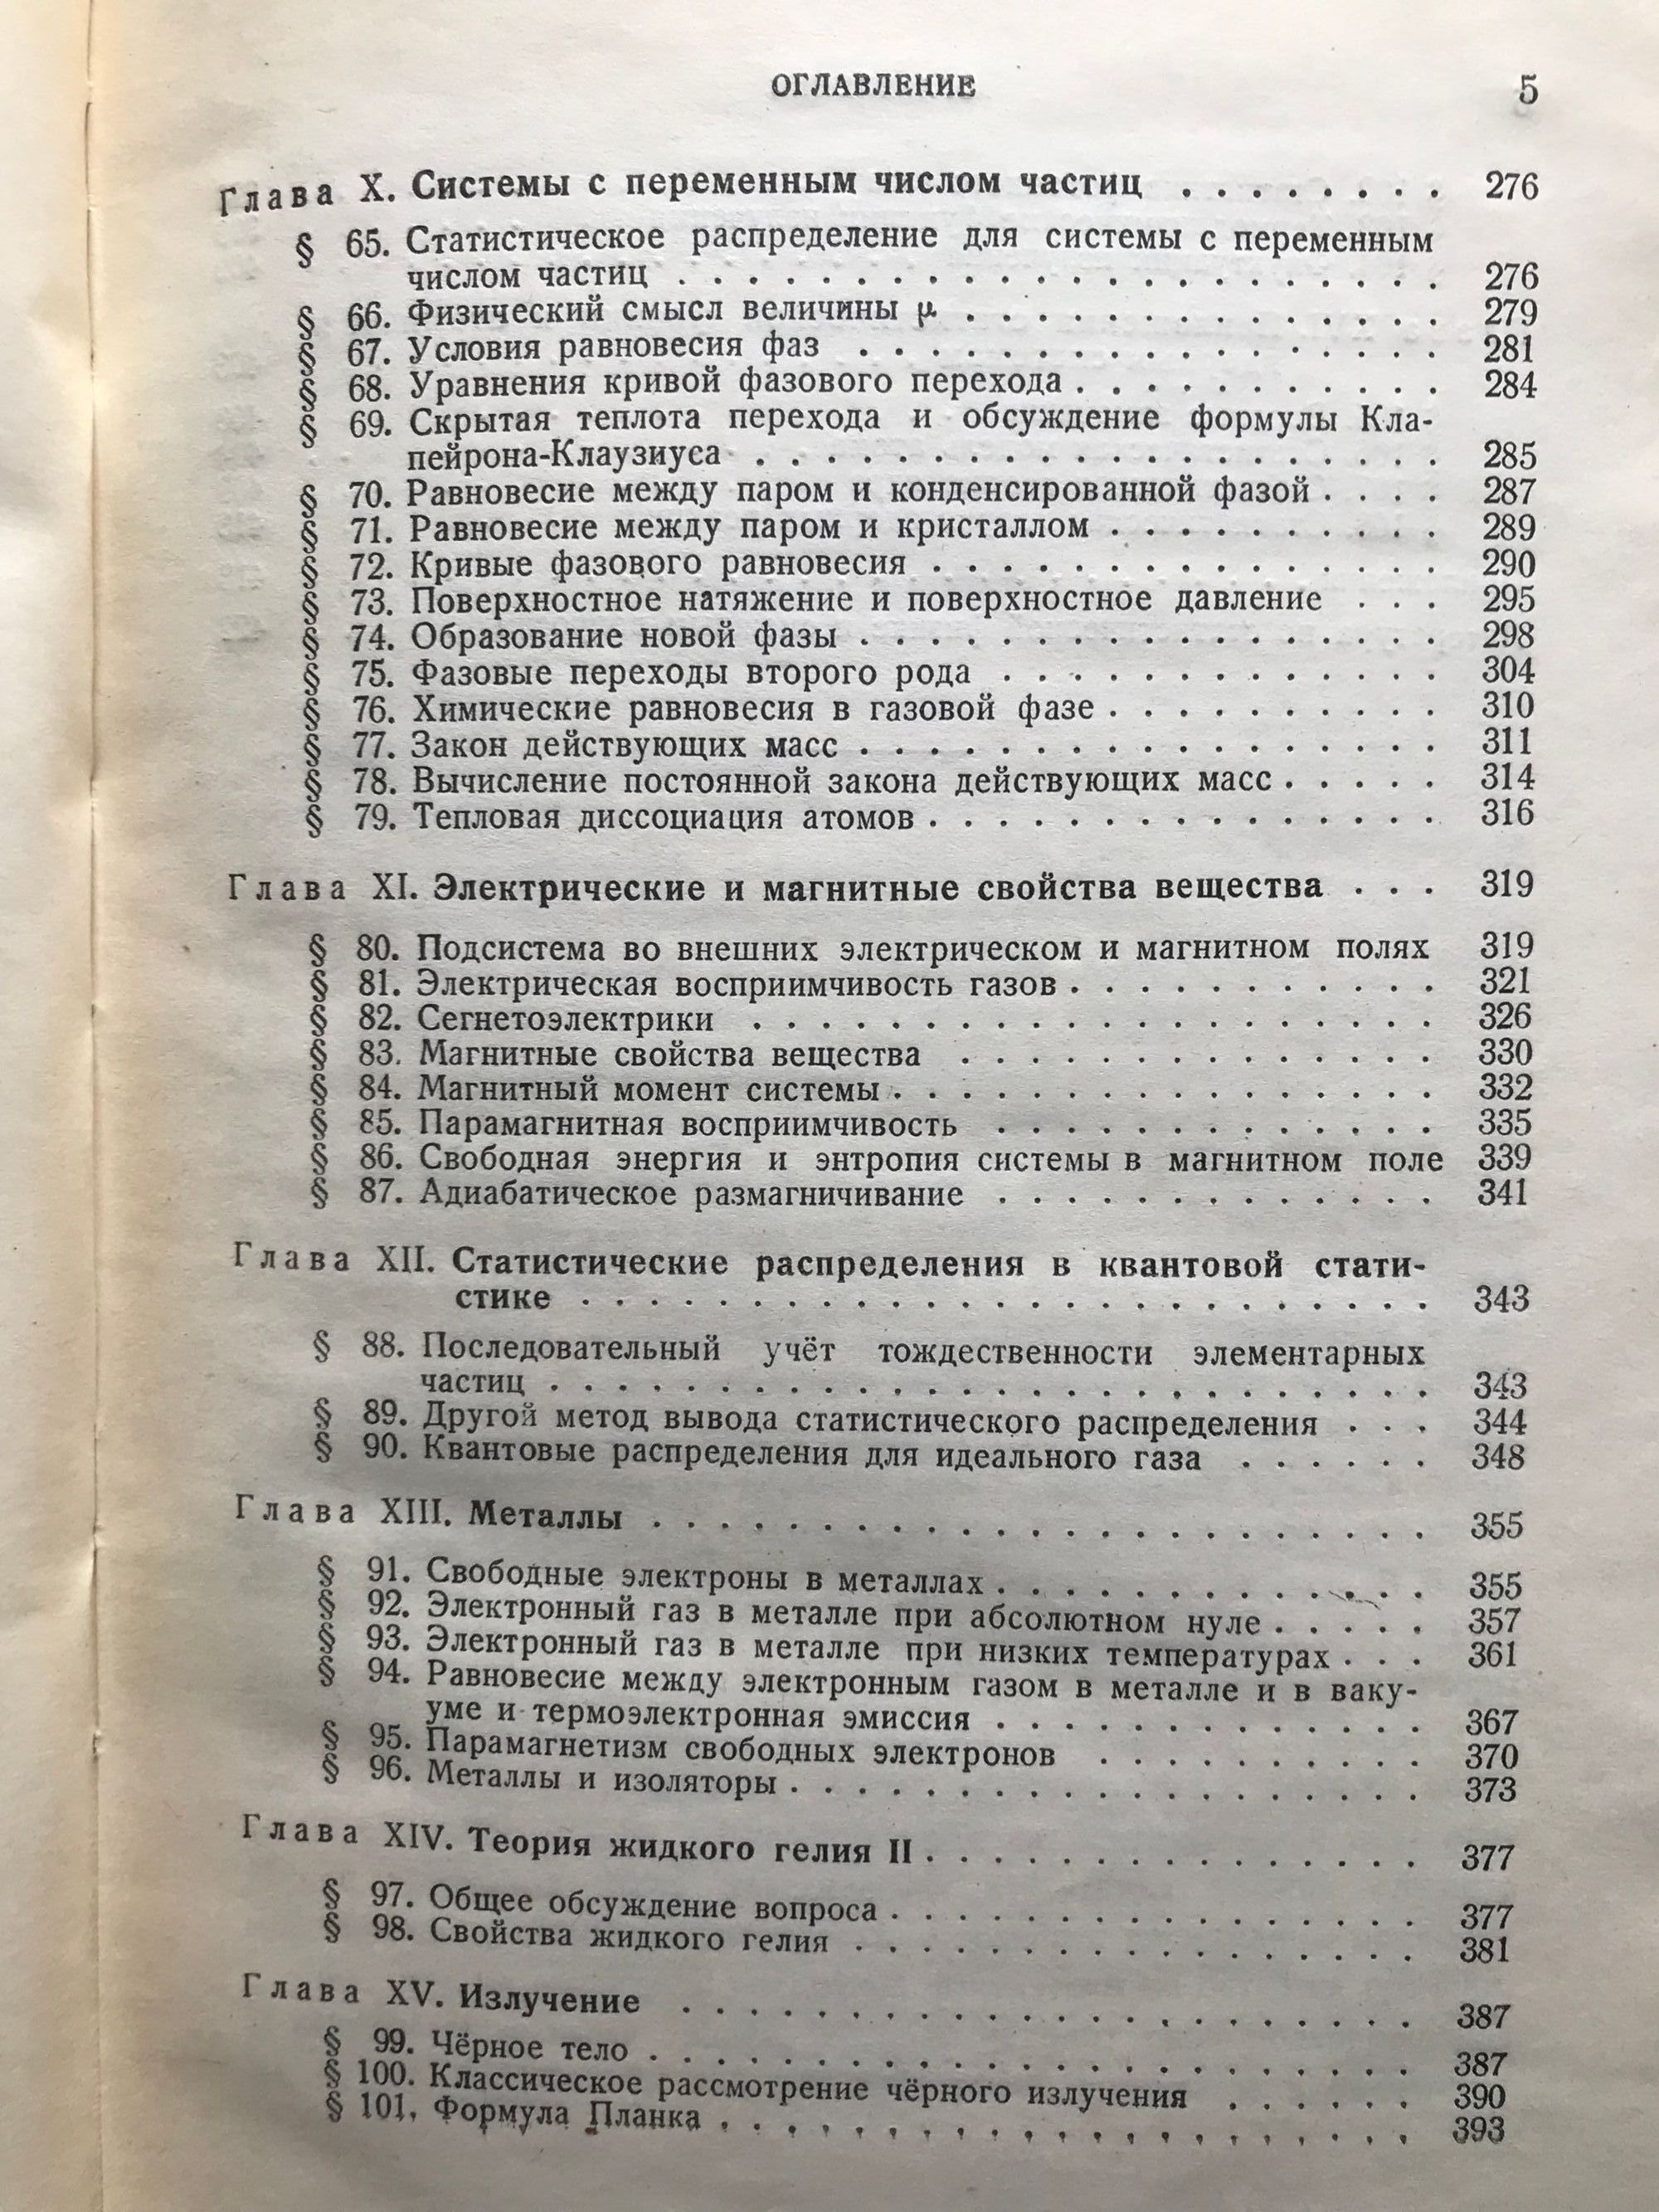 ОГЛАВЛЕНИЕ 5
Глава X. Системы с переменным числом частиц . . . . . . . . 276
§ 65. Статистическое распределение для системы с переменным
числом частиц . . . . . . . . . . . . . . . . . . . . . . 276
§ 66. Физический смысл величины μ . . . . . . . . . . . . . . 279
§ 67. Условия равновесия фаз . . . . . . . . . . . . . . . . . 281
§ 68. Уравнения кривой фазового перехода . . . . . . . . . . . 284
§ 69. Скрытая теплота перехода и обсуждение формулы Кла-
пейрона-Клаузиуса . . . . . . . . . . . . . . . . . . . . 285
§ 70. Равновесие между паром и конденсированной фазой . . . . 287
§ 71. Равновесие между паром и кристаллом . . . . . . . . . . 289
§ 72. Кривые фазового равновесия . . . . . . . . . . . . . . . 290
§ 73. Поверхностное натяжение и поверхностное давление . . . 295
§ 74. Образование новой фазы . . . . . . . . . . . . . . . . . 298
§ 75. Фазовые переходы второго рода . . . . . . . . . . . . . 304
§ 76. Химические равновесия в газовой фазе . . . . . . . . . . 310
§ 77. Закон действующих масс . . . . . . . . . . . . . . . . . 311
§ 78. Вычисление постоянной закона действующих масс . . . . . 314
§ 79. Тепловая диссоциация атомов . . . . . . . . . . . . . . . 316
Глава XI. Электрические и магнитные свойства вещества . . . 319
§ 80. Подсистема во внешних электрическом и магнитном полях 319
§ 81. Электрическая восприимчивость газов . . . . . . . . . . . 321
§ 82. Сегнетоэлектрики . . . . . . . . . . . . . . . . . . . . 326
§ 83. Магнитные свойства вещества . . . . . . . . . . . . . . 330
§ 84. Магнитный момент системы . . . . . . . . . . . . . . . . 332
§ 85. Парамагнитная восприимчивость . . . . . . . . . . . . . 335
§ 86. Свободная энергия и энтропия системы в магнитном поле 339
§ 87. Адиабатическое размагничивание . . . . . . . . . . . . . 341
Глава XII. Статистические распределения в квантовой стати-
стике . . . . . . . . . . . . . . . . . . . . . . . . . 343
§ 88. Последовательный учёт тождественности элементарных
частиц . . . . . . . . . . . . . . . . . . . . . . . . . . 343
§ 89. Другой метод вывода статистического распределения . . . 344
§ 90. Квантовые распределения для идеального газа . . . . . . 348
Глава XIII. Металлы . . . . . . . . . . . . . . . . . . . . . . . 355
§ 91. Свободные электроны в металлах . . . . . . . . . . . . . 355
§ 92. Электронный газ в металле при абсолютном нуле . . . . . 357
§ 93. Электронный газ в металле при низких температурах . . . 361
§ 94. Равновесие между электронным газом в металле и в ваку-
уме и термоэлектронная эмиссия . . . . . . . . . . . . . 367
§ 95. Парамагнетизм свободных электронов . . . . . . . . . . 370
§ 96. Металлы и изоляторы . . . . . . . . . . . . . . . . . . . 373
Глава XIV. Теория жидкого гелия II . . . . . . . . . . . . . . . 377
§ 97. Общее обсуждение вопроса . . . . . . . . . . . . . . . . 377
§ 98. Свойства жидкого гелия . . . . . . . . . . . . . . . . . 381
Глава XV. Излучение . . . . . . . . . . . . . . . . . . . . . . 387
§ 99. Чёрное тело . . . . . . . . . . . . . . . . . . . . . . . 387
§ 100. Классическое рассмотрение чёрного излучения . . . . . . 390
§ 101. Формула Планка . . . . . . . . . . . . . . . . . . . . . 393